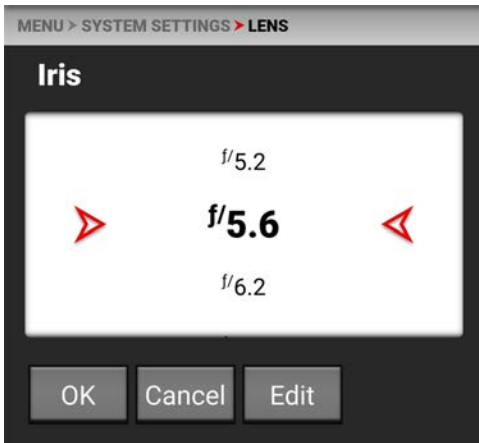 MENU > SYSTEM SETTINGS > LENS
Iris
ƒ/5.2
ƒ/5.6
ƒ/6.2
OK Cancel Edit